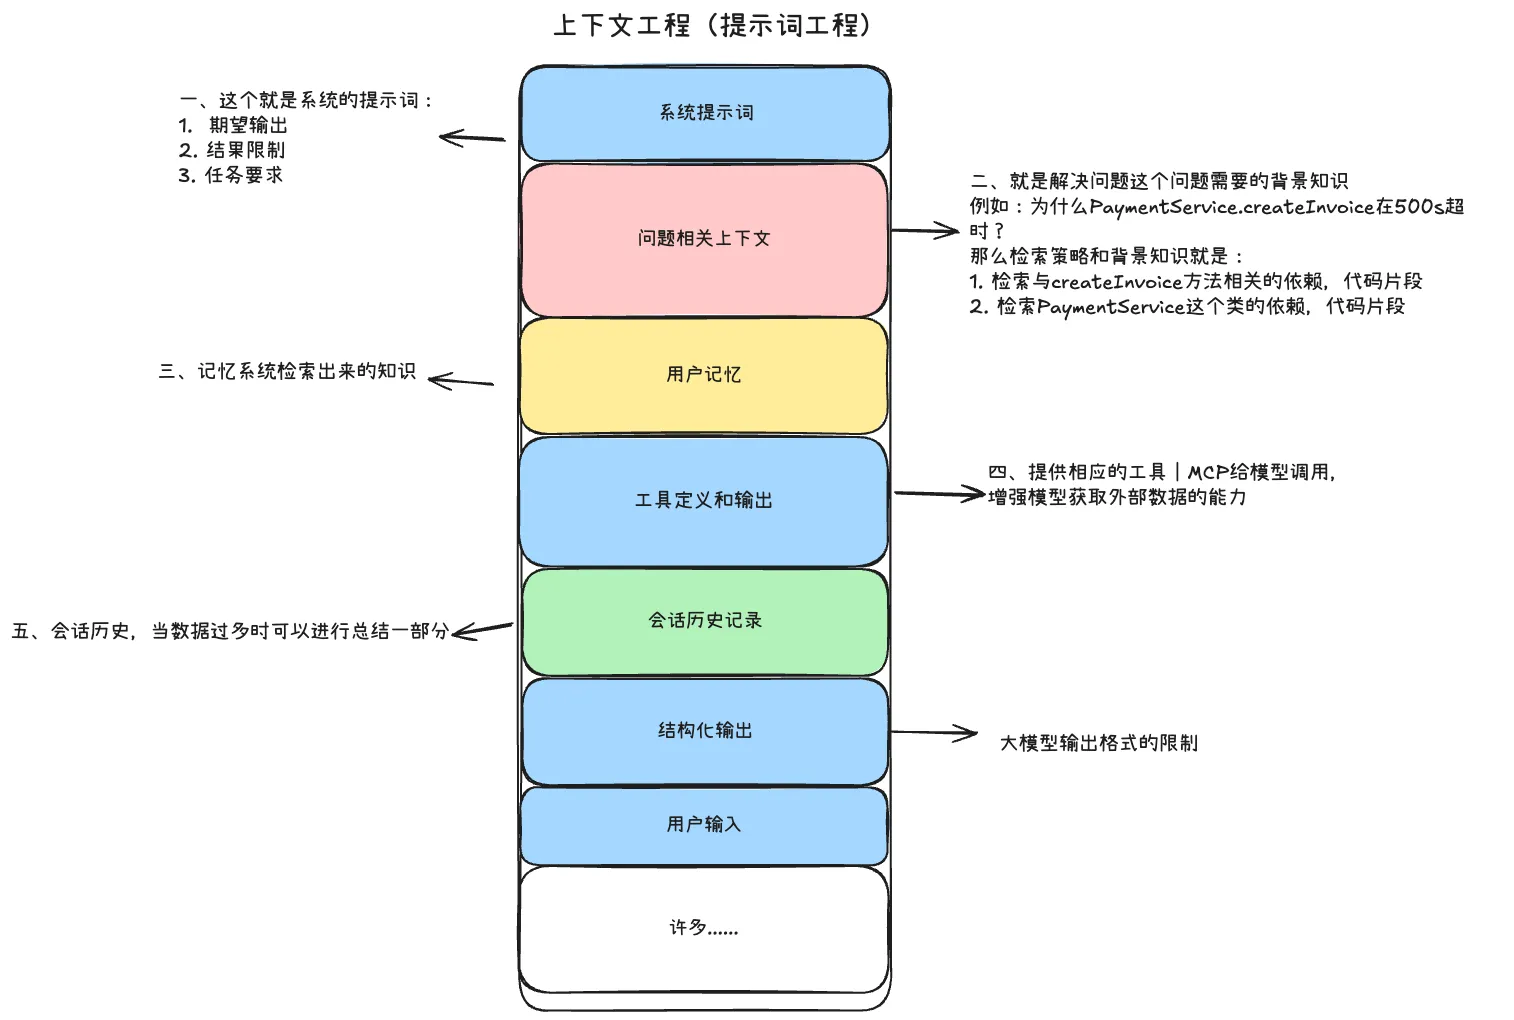 上下文工程（提示词工程）
系统提示词
一、这个就是系统的提示词：
1. 期望输出
2. 结果限制
3. 任务要求
问题相关上下文
二、就是解决问题这个问题需要的背景知识
例如：为什么PaymentService.createInvoice在500s超
时？
那么检索策略和背景知识就是：
1. 检索与createInvoice方法相关的依赖，代码片段
2. 检索PaymentService这个类的依赖，代码片段
用户记忆
三、记忆系统检索出来的知识
工具定义和输出
四、提供相应的工具｜MCP给模型调用，
增强模型获取外部数据的能力
会话历史记录
五、会话历史，当数据过多时可以进行总结一部分
结构化输出
大模型输出格式的限制
用户输入
许多......